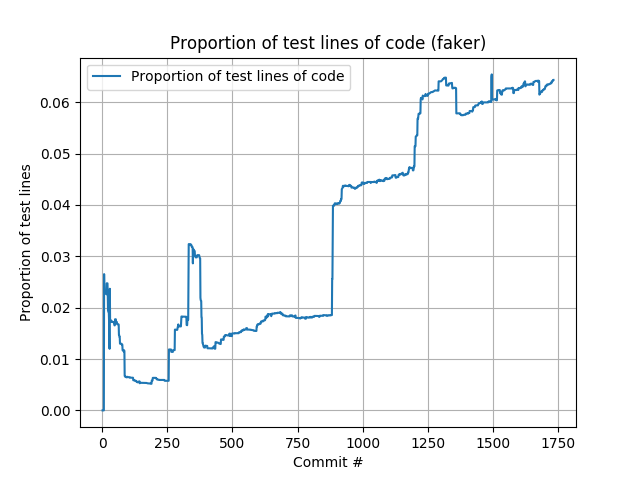 Proportion of test lines of code (faker)
Proportion of test lines of code
Proportion of test lines
0.06
0.05
0.04
0.03
0.02
0.01
0.00
0 250 500 750 1000 1250 1500 1750
Commit #